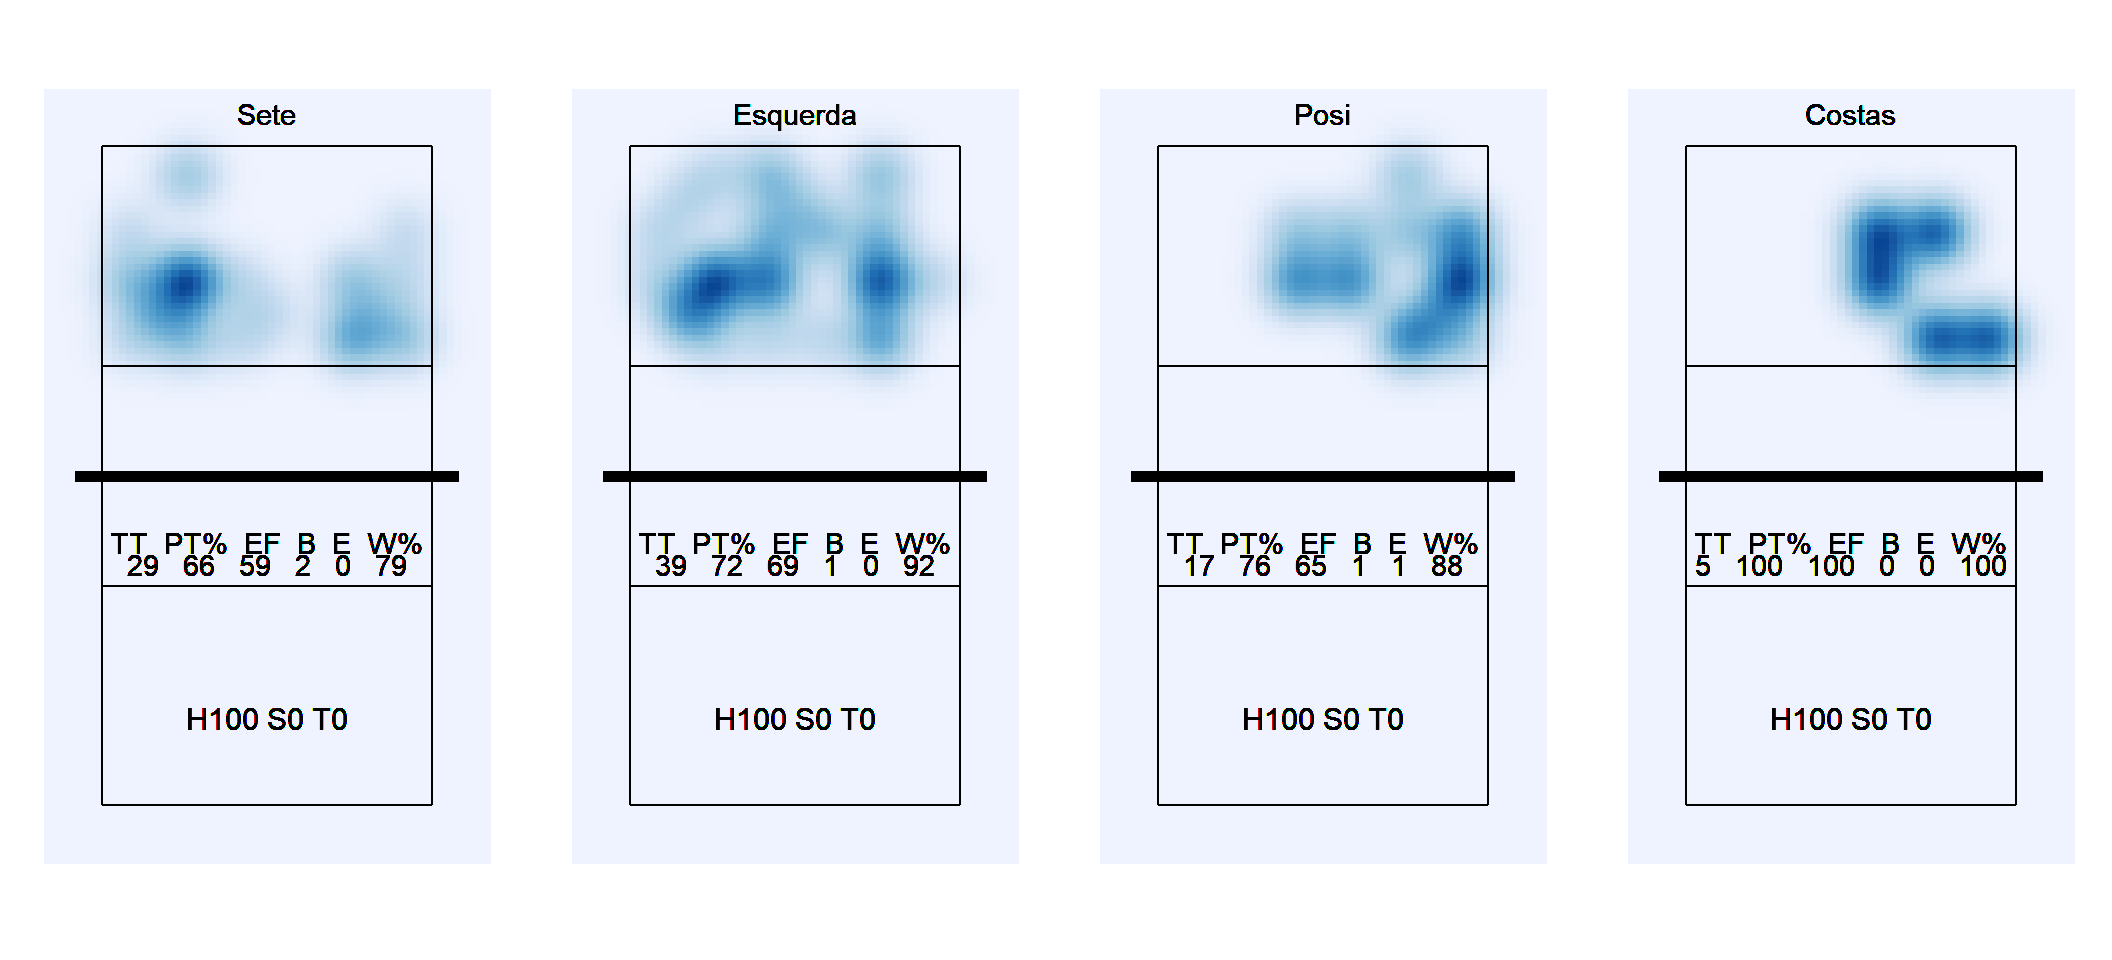 Sete
TT PT% EF B E W%
29 66 59 2 0 79
H100 S0 T0
Esquerda
TT PT% EF B E W%
39 72 69 1 0 92
H100 S0 T0
Posi
TT PT% EF B E W%
17 76 65 1 1 88
H100 S0 T0
Costas
TT PT% EF B E W%
5 100 100 0 0 100
H100 S0 T0